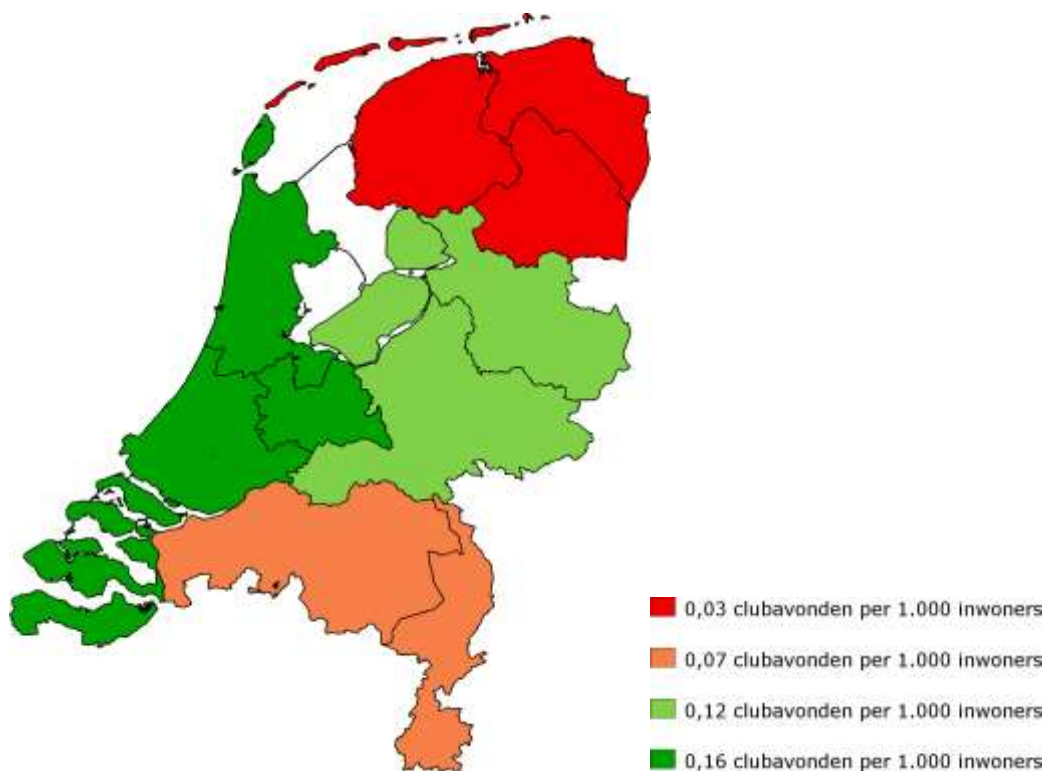 0,03 clubavonden per 1.000 inwoners
0,07 clubavonden per 1.000 inwoners
0,12 clubavonden per 1.000 inwoners
0,16 clubavonden per 1.000 inwoners